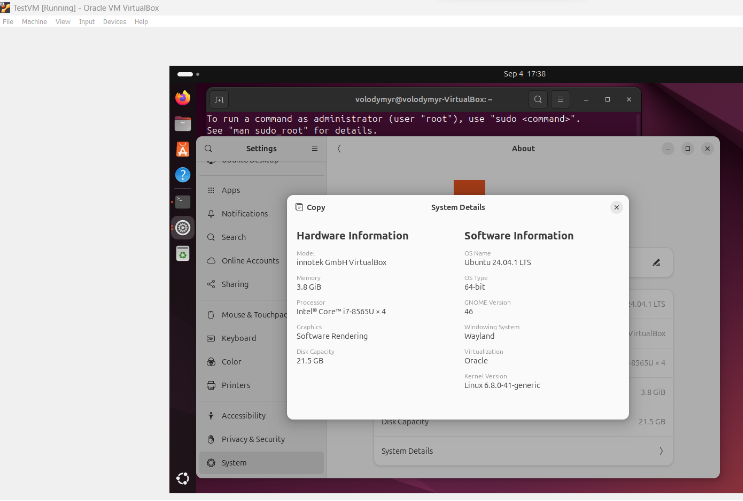 TestVM [Running] - Oracle VM VirtualBox
File Machine View Input Devices Help
Sep 4 17:38
volodymyr@volodymyr-VirtualBox: ~
To run a command as administrator (user "root"), use "sudo <command>".
See "man sudo_root" for details.
Settings
About
Apps
Notifications
Search
Online Accounts
Sharing
Mouse & Touchpad
Keyboard
Color
Printers
Accessibility
Privacy & Security
System
Copy
System Details
Hardware Information
Model
innotek GmbH VirtualBox
Memory
3.8 GiB
Processor
Intel® Core™ i7-8565U × 4
Graphics
Software Rendering
Disk Capacity
21.5 GB
Software Information
OS Name
Ubuntu 24.04.1 LTS
OS Type
64-bit
GNOME Version
46
Windowing System
Wayland
Virtualization
Oracle
Kernel Version
Linux 6.8.0-41-generic
24.04.1 LTS
VirtualBox
8565U × 4
3.8 GiB
Disk Capacity 21.5 GB
System Details